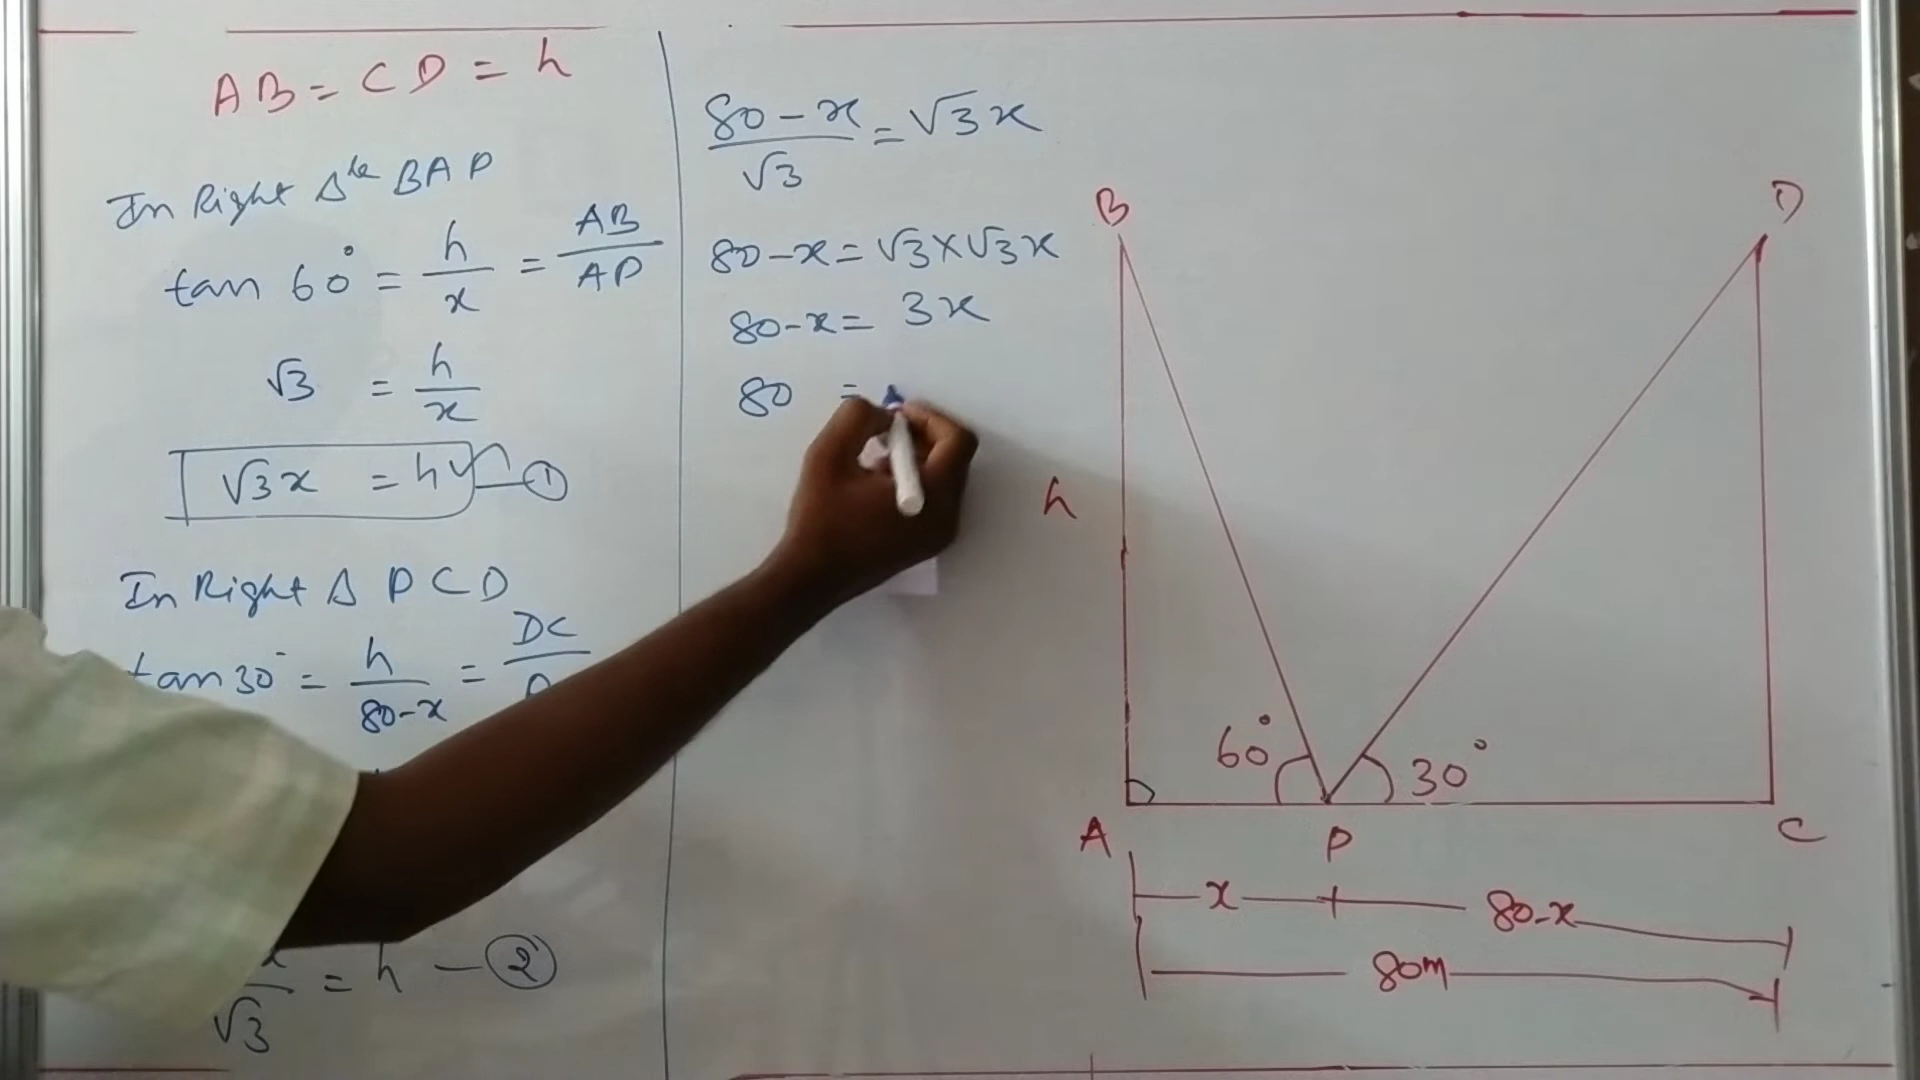 AB = CD = h
In Right Δle BAP
tan 60° = h/x = AB/AP
√3 = h/x
√3x = h ①
In Right Δ PCD
tan 30° = h/80-x = DC
√3 = h - ②
80-x/√3 = √3x
80-x = √3×√3x
80-x = 3x
80 =
B
D
h
60°
30°
A
P
C
x
80-x
80m